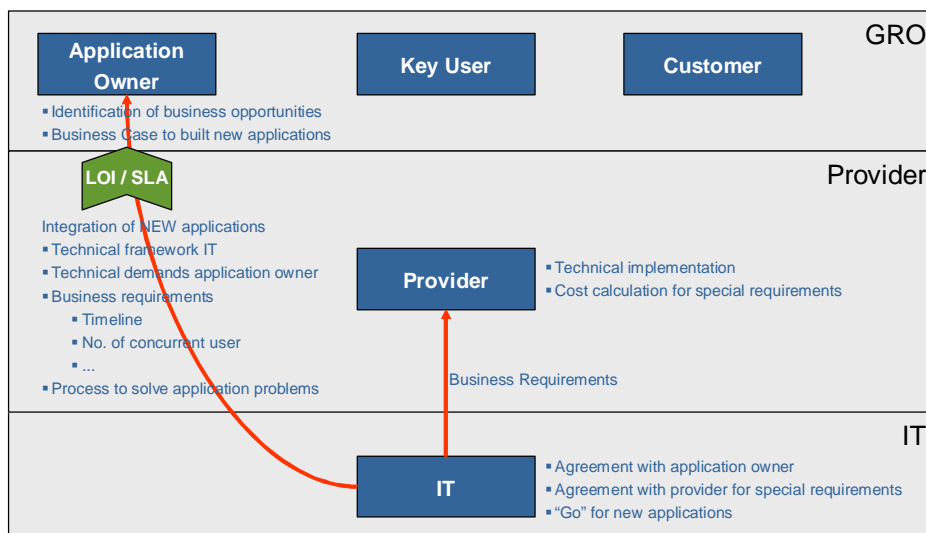 GRO
Application
Owner
Key User
Customer
▪ Identification of business opportunities
▪ Business Case to built new applications
Provider
LOI / SLA
Integration of NEW applications
▪ Technical framework IT
▪ Technical demands application owner
▪ Business requirements
▪ Timeline
▪ No. of concurrent user
▪ ...
▪ Process to solve application problems
Provider
▪ Technical implementation
▪ Cost calculation for special requirements
Business Requirements
IT
IT
▪ Agreement with application owner
▪ Agreement with provider for special requirements
▪ “Go” for new applications